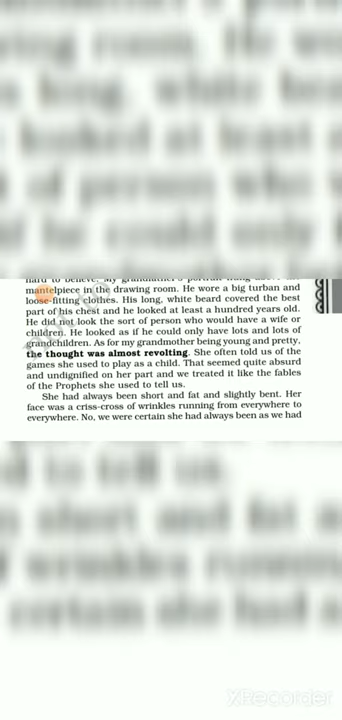 mantelpiece in the drawing room. He wore a big turban and
loose-fitting clothes. His long, white beard covered the best
part of his chest and he looked at least a hundred years old.
He did not look the sort of person who would have a wife or
children. He looked as if he could only have lots and lots of
grandchildren. As for my grandmother being young and pretty,
the thought was almost revolting. She often told us of the
games she used to play as a child. That seemed quite absurd
and undignified on her part and we treated it like the fables
of the Prophets she used to tell us.
She had always been short and fat and slightly bent. Her
face was a criss-cross of wrinkles running from everywhere to
everywhere. No, we were certain she had always been as we had
XRecorder